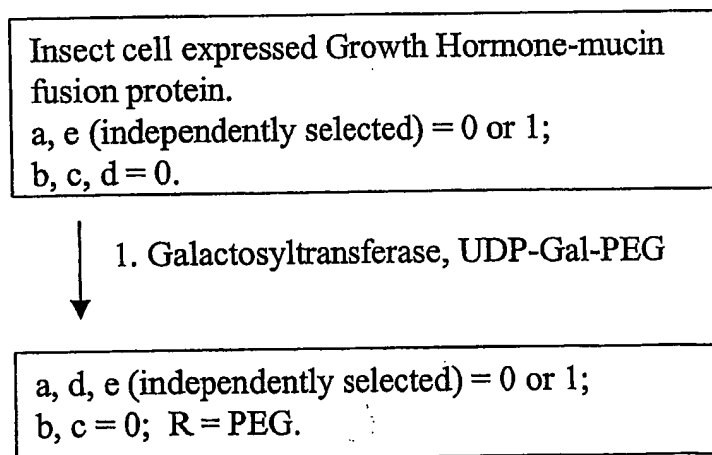 Insect cell expressed Growth Hormone-mucin
fusion protein.
a, e (independently selected) = 0 or 1;
b, c, d = 0.
1. Galactosyltransferase, UDP-Gal-PEG
a, d, e (independently selected) = 0 or 1;
b, c = 0; R = PEG.